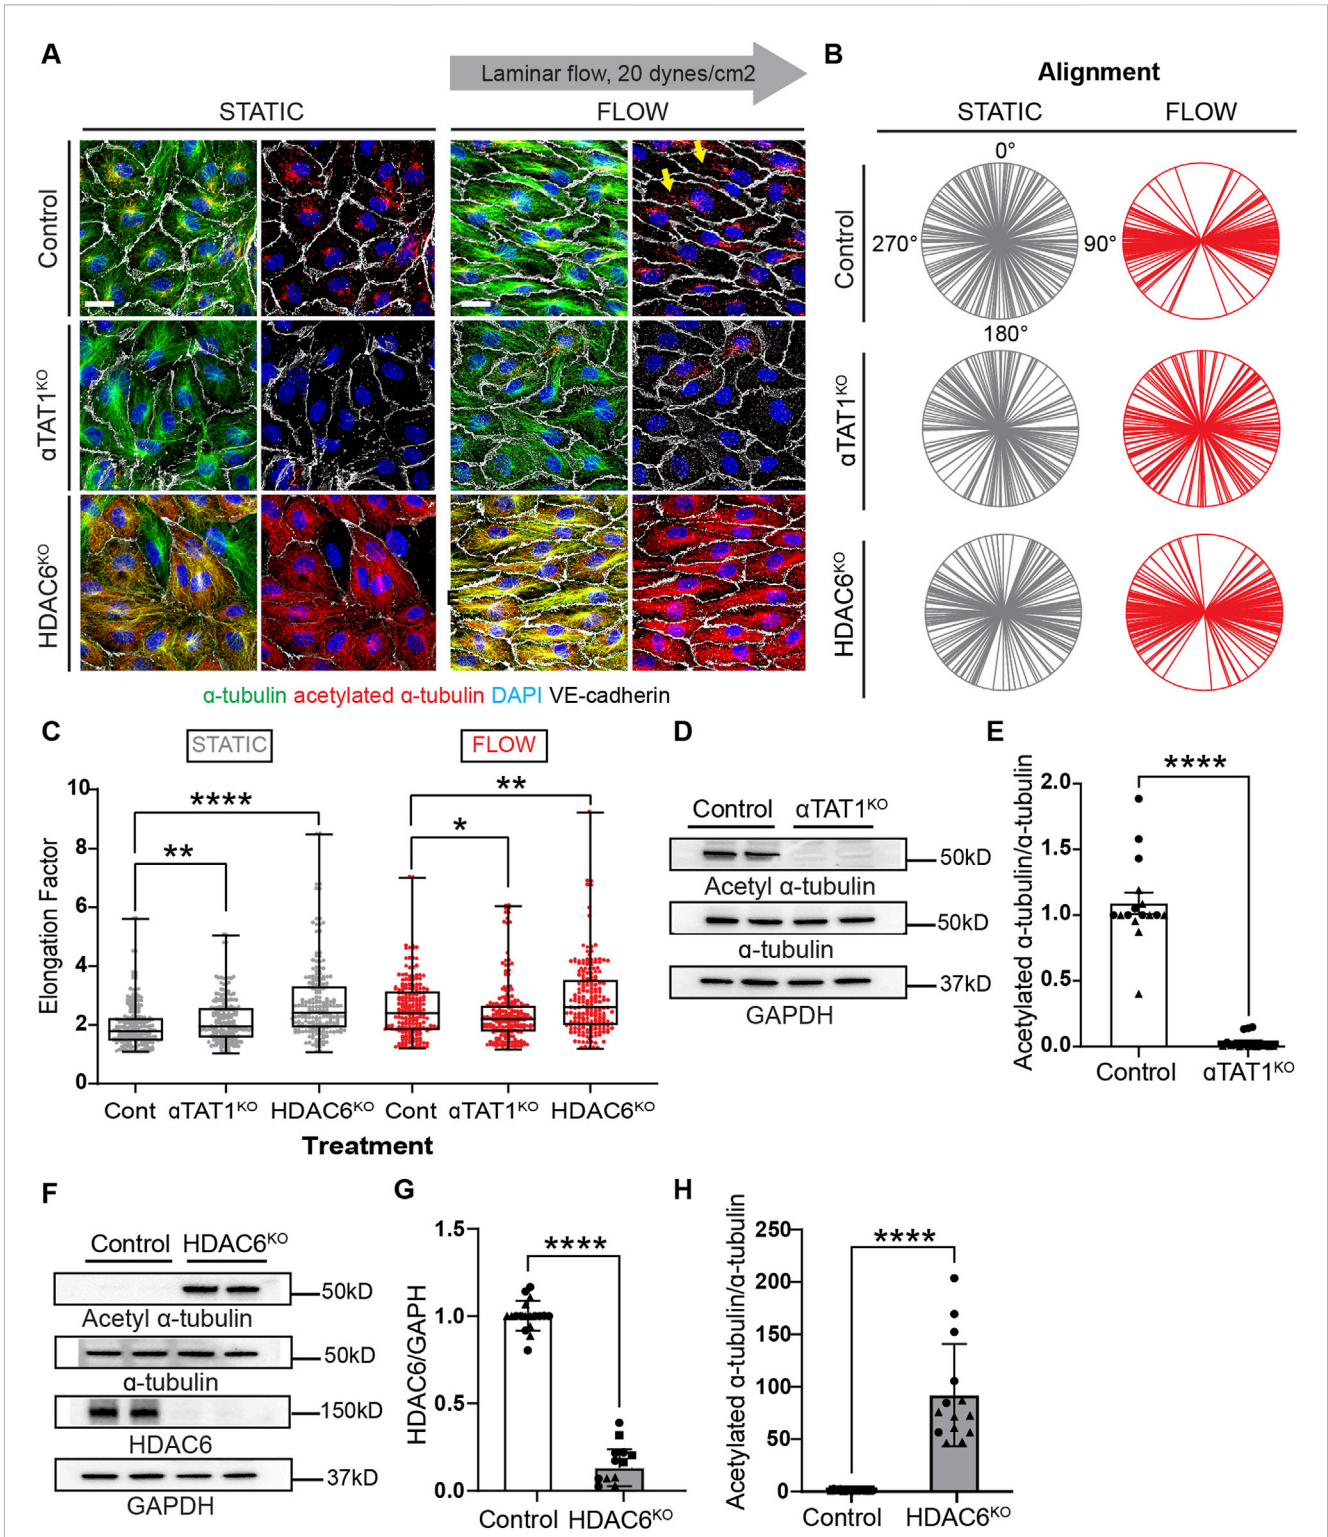 A
Laminar flow, 20 dynes/cm2
STATIC
FLOW
Control
αTAT1KO
HDAC6KO
α-tubulin acetylated α-tubulin DAPI VE-cadherin
B
Alignment
STATIC
FLOW
0°
270°
90°
180°
Control
αTAT1KO
HDAC6KO
C
STATIC
FLOW
****
**
**
*
Elongation Factor
10
8
6
4
2
0
Cont αTAT1KO HDAC6KO Cont αTAT1KO HDAC6KO
Treatment
D
Control αTAT1KO
50kD
Acetyl α-tubulin
50kD
α-tubulin
37kD
GAPDH
E
****
Acetylated α-tubulin/α-tubulin
2.0
1.5
1.0
0.5
0.0
Control αTAT1KO
F
Control HDAC6KO
50kD
Acetyl α-tubulin
50kD
α-tubulin
150kD
HDAC6
37kD
GAPDH
G
****
HDAC6/GAPH
1.5
1.0
0.5
0.0
Control HDAC6KO
H
****
Acetylated α-tubulin/α-tubulin
250
200
150
100
50
0
Control HDAC6KO